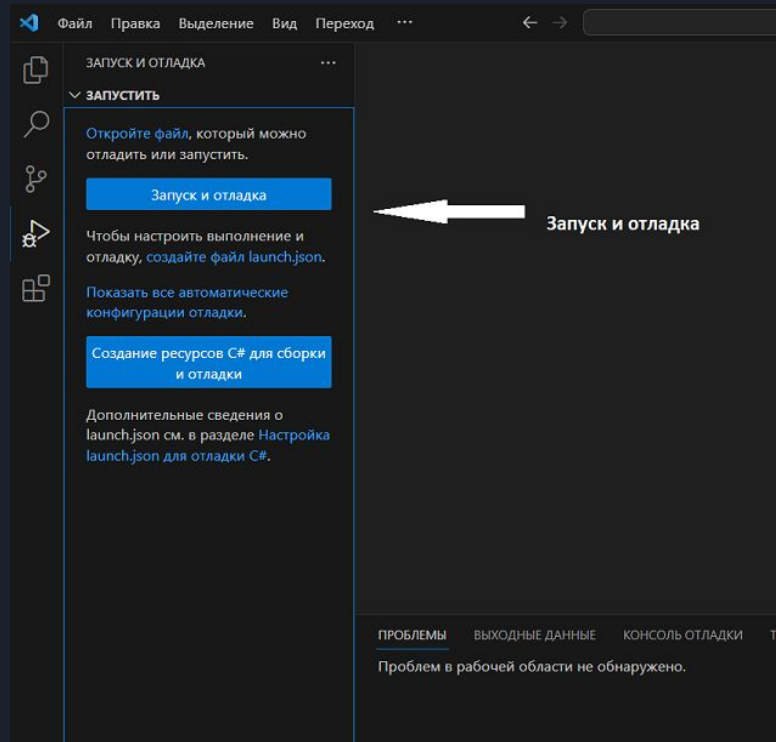 Файл Правка Выделение Вид Переход ···
ЗАПУСК И ОТЛАДКА ···
ЗАПУСТИТЬ
Откройте файл, который можно
отладить или запустить.
Запуск и отладка
Чтобы настроить выполнение и
отладку, создайте файл launch.json.
Показать все автоматические
конфигурации отладки.
Создание ресурсов C# для сборки
и отладки
Дополнительные сведения о
launch.json см. в разделе Настройка
launch.json для отладки C#.
Запуск и отладка
ПРОБЛЕМЫ ВЫХОДНЫЕ ДАННЫЕ КОНСОЛЬ ОТЛАДКИ
Проблем в рабочей области не обнаружено.